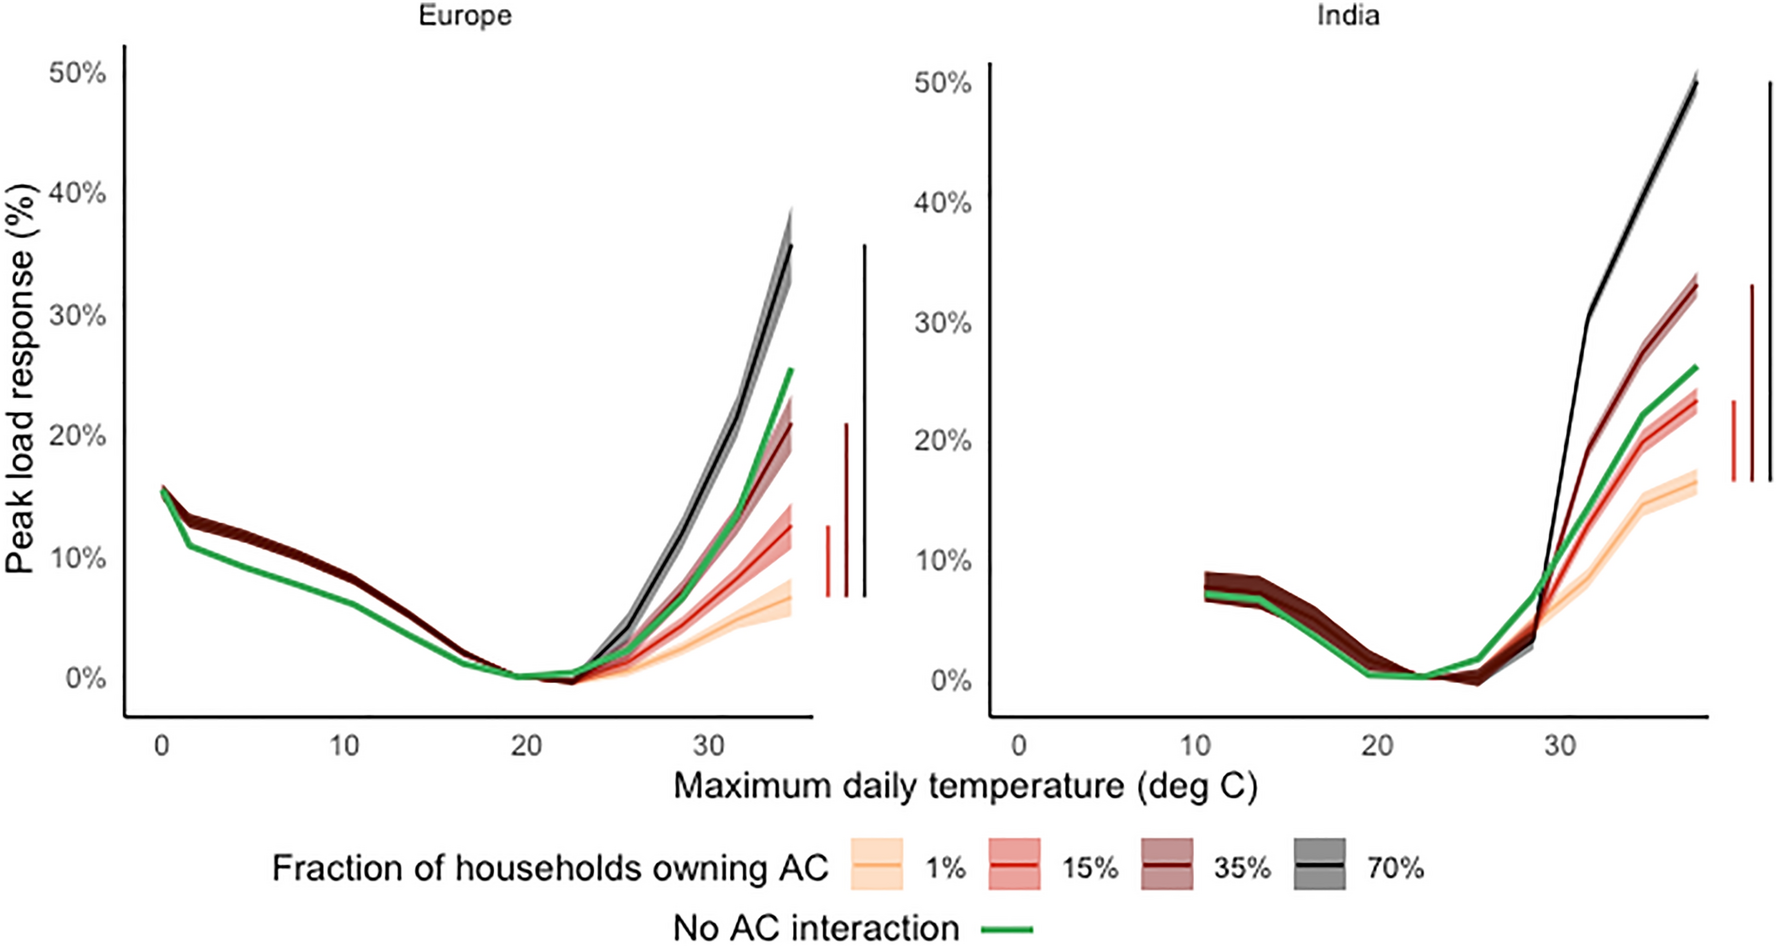 Europe
India
Peak load response (%)
50%
40%
30%
20%
10%
0%
0 10 20 30
50%
40%
30%
20%
10%
0%
0 10 20 30
Maximum daily temperature (deg C)
Fraction of households owning AC 1% 15% 35% 70%
No AC interaction